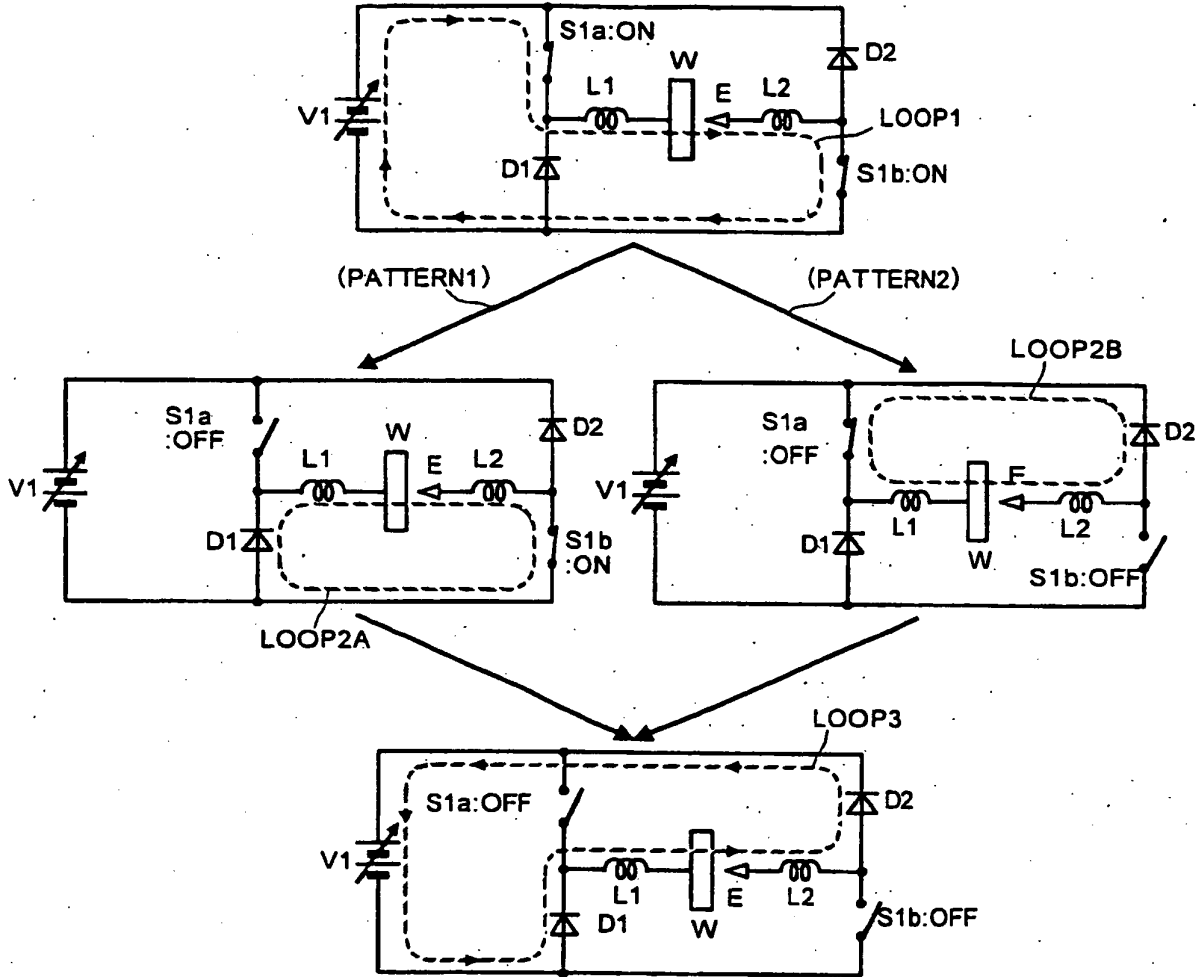 S1a:ON
D2
W
L1
E
L2
V1
LOOP1
D1
S1b:ON
(PATTERN1)
(PATTERN2)
LOOP2B
S1a
:OFF
D2
W
L1
E
L2
V1
D1
S1b
:ON
LOOP2A
S1a
:OFF
D2
E
V1
L1
L2
D1
W
S1b:OFF
LOOP3
S1a:OFF
D2
V1
L1
E
L2
D1
W
S1b:OFF